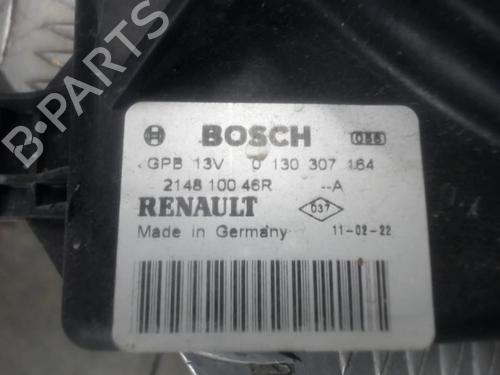 BOSCH 088
GPB 13V 0 130 307 164
2148 100 46R --A
RENAULT 037
Made in Germany 11-02-22
B-PARTS